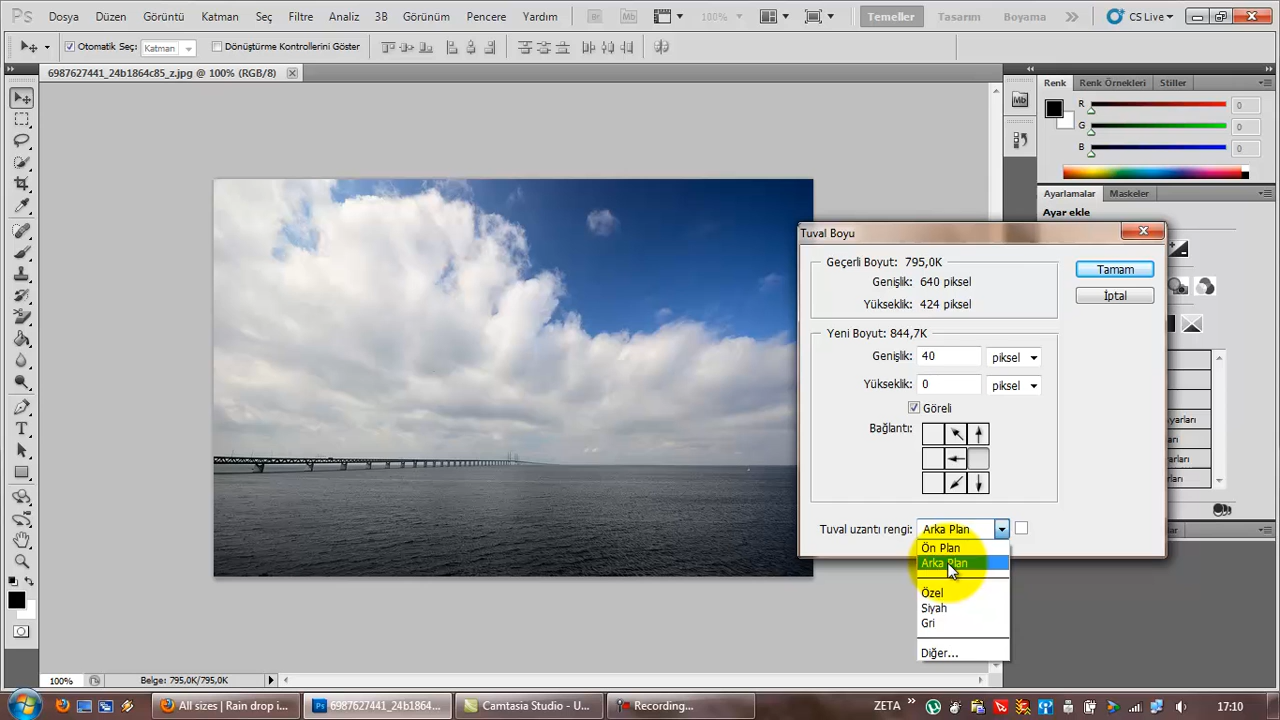 Ps
Dosya Düzen Görüntü Katman Seç Filtre Analiz 3B Görünüm Pencere Yardım
Br
Mb
100%
Temeller
Tasarım
Boyama
CS Live
Otomatik Seç: Katman
Dönüştürme Kontrollerini Göster
6987627441_24b1864c85_z.jpg @ 100% (RGB/8)
Mb
Renk Renk Örnekleri Stiller
R 0
G 0
B 0
Ayarlamalar Maskeler
Ayar ekle
Tuval Boyu
Geçerli Boyut: 795,0K
Genişlik: 640 piksel
Yükseklik: 424 piksel
Tamam
İptal
Yeni Boyut: 844,7K
Genişlik: 40 piksel
Yükseklik: 0 piksel
Göreli
Bağlantı:
Tuval uzantı rengi: Arka Plan
Ön Plan
Arka Plan
Özel
Siyah
Gri
Diğer...
100%
Belge: 795,0K/795,0K
All sizes | Rain drop i...
6987627441_24b1864...
Camtasia Studio - U...
Recording...
ZETA
17:10